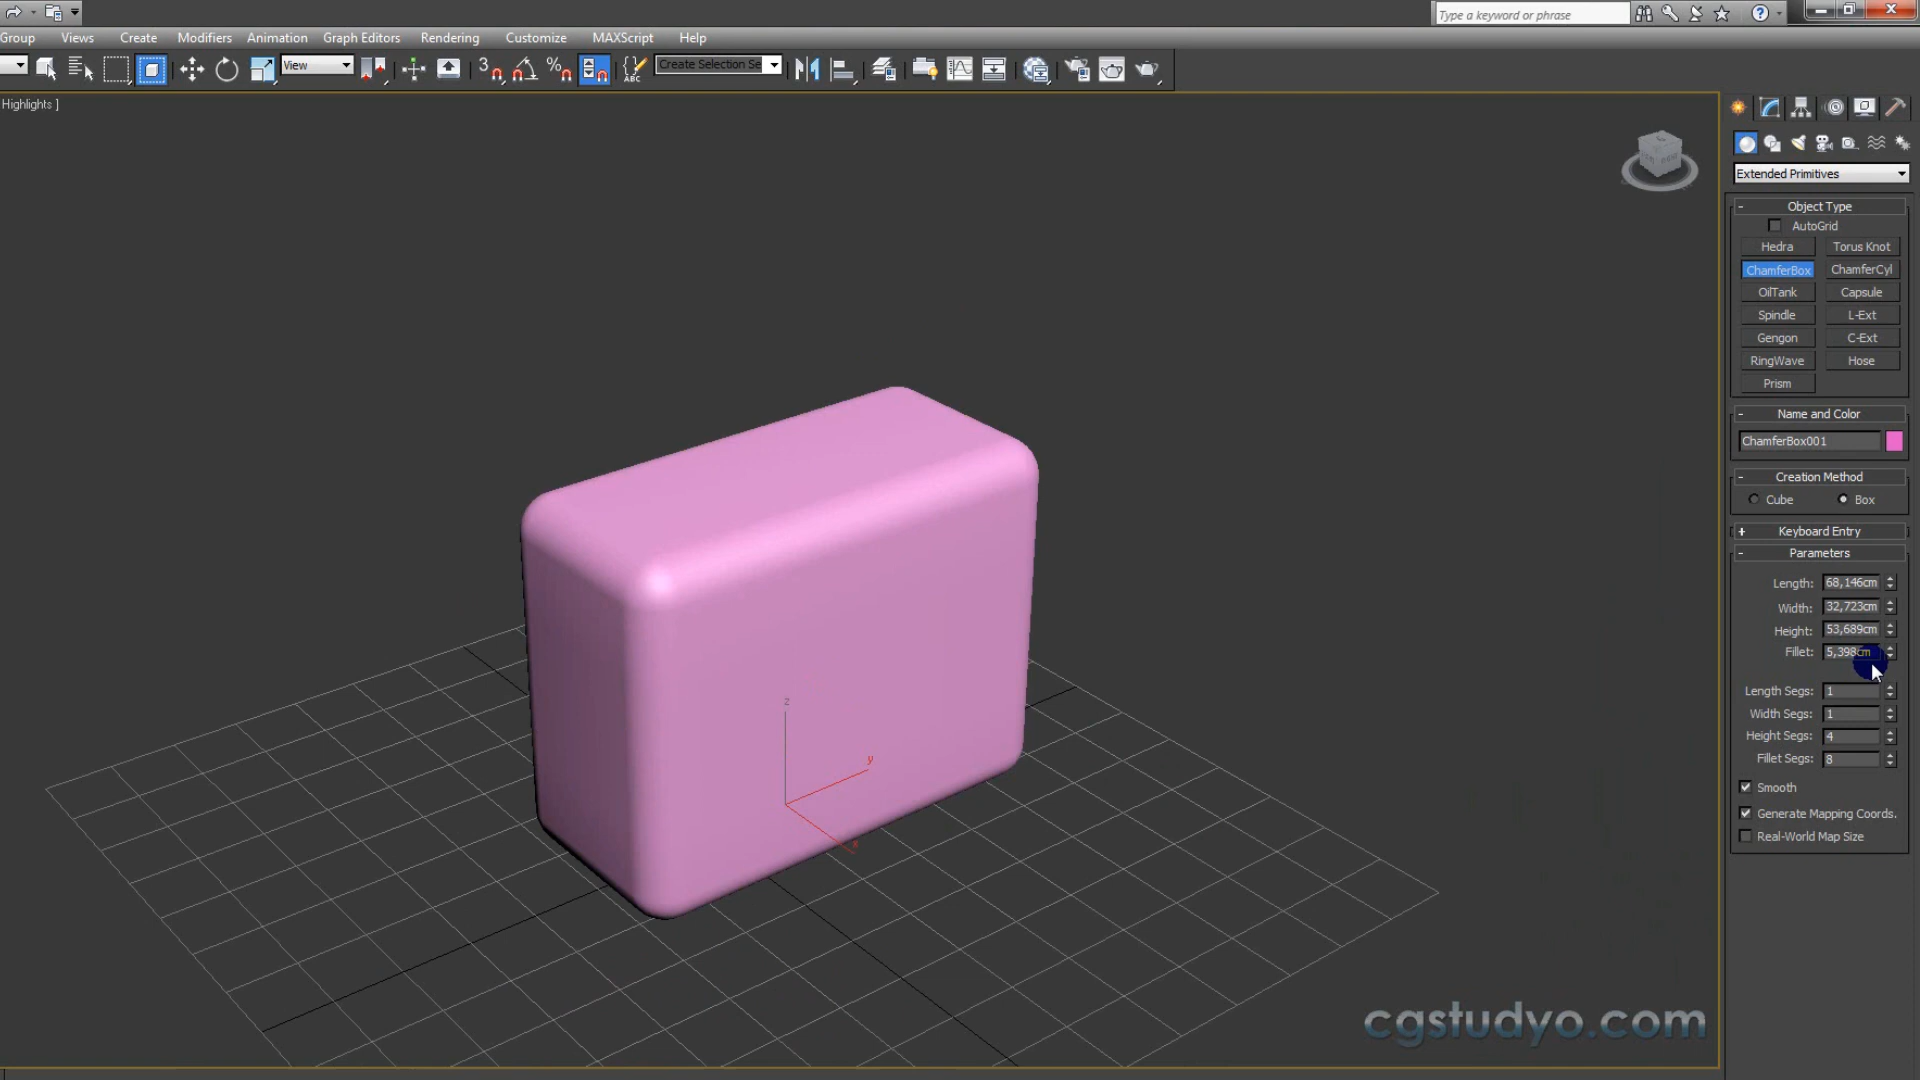 Type a keyword or phrase
Group Views Create Modifiers Animation Graph Editors Rendering Customize MAXScript Help
View
3
%
ABC
Create Selection Se
Highlights ]
Extended Primitives
- Object Type
AutoGrid
Hedra Torus Knot
ChamferBox ChamferCyl
OilTank Capsule
Spindle L-Ext
Gengon C-Ext
RingWave Hose
Prism
- Name and Color
ChamferBox001
- Creation Method
Cube Box
+ Keyboard Entry
- Parameters
Length: 68,146cm
Width: 32,723cm
Height: 53,689cm
Fillet: 5,398cm
Length Segs: 1
Width Segs: 1
Height Segs: 4
Fillet Segs: 8
Smooth
Generate Mapping Coords.
Real-World Map Size
z
y
x
cgstudyo.com